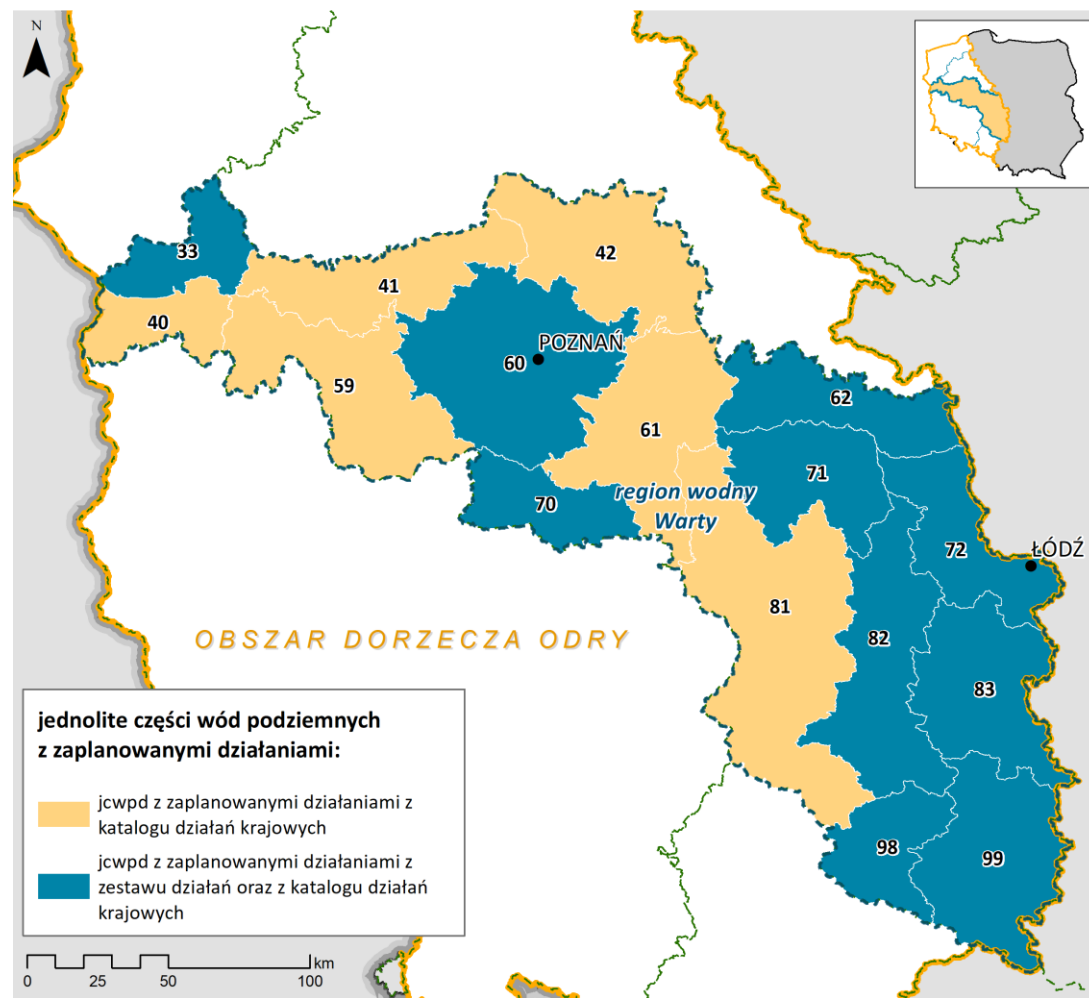 N
33
42
41
40
POZNAŃ
60
59
62
61
71
region wodny
Warty
70
72
ŁÓDŹ
81
82
OBSZAR DORZECZA ODRY
83
jednolite części wód podziemnych
z zaplanowanymi działaniami:
jcwpd z zaplanowanymi działaniami z
katalogu działań krajowych
jcwpd z zaplanowanymi działaniami z
zestawu działań oraz z katalogu działań
krajowych
98
99
km
0 25 50 100